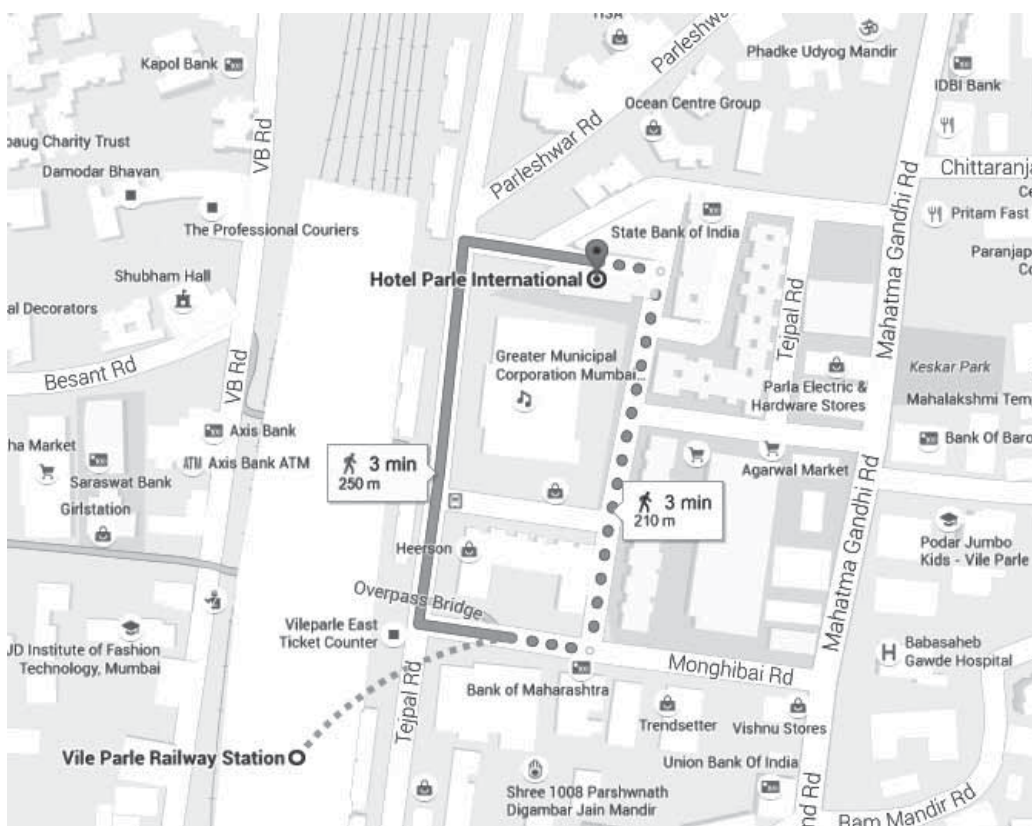 HSA
Kapol Bank
Phadke Udyog Mandir
IDBI Bank
Ocean Centre Group
Parleshwar Rd
VB Rd
Charity Trust
Damodar Bhavan
The Professional Couriers
Mahatma Gandhi Rd
Pritam Fast
State Bank of India
Hotel Parle International
Shubham Hall
al Decorators
Tejpal Rd
Greater Municipal
Corporation Mumbai...
Besant Rd
VB Rd
Parla Electric &
Hardware Stores
Keskar Park
Mahalakshmi Tem
Axis Bank
ATM Axis Bank ATM
ha Market
Saraswat Bank
Girlstation
3 min
250 m
Agarwal Market
Bank Of Baro
3 min
210 m
Mahatma Gandhi Rd
Podar Jumbo
Kids - Vile Parle
Heerson
Overpass Bridge
Vileparle East
Ticket Counter
JD Institute of Fashion
Technology, Mumbai
H
Babasaheb
Gawde Hospital
Monghibai Rd
Bank of Maharashtra
Tejpal Rd
Trendsetter
Vishnu Stores
Vile Parle Railway Station
Union Bank Of India
Shree 1008 Parshwnath
Digambar Jain Mandir
nd Rd
Ram Mandir Rd